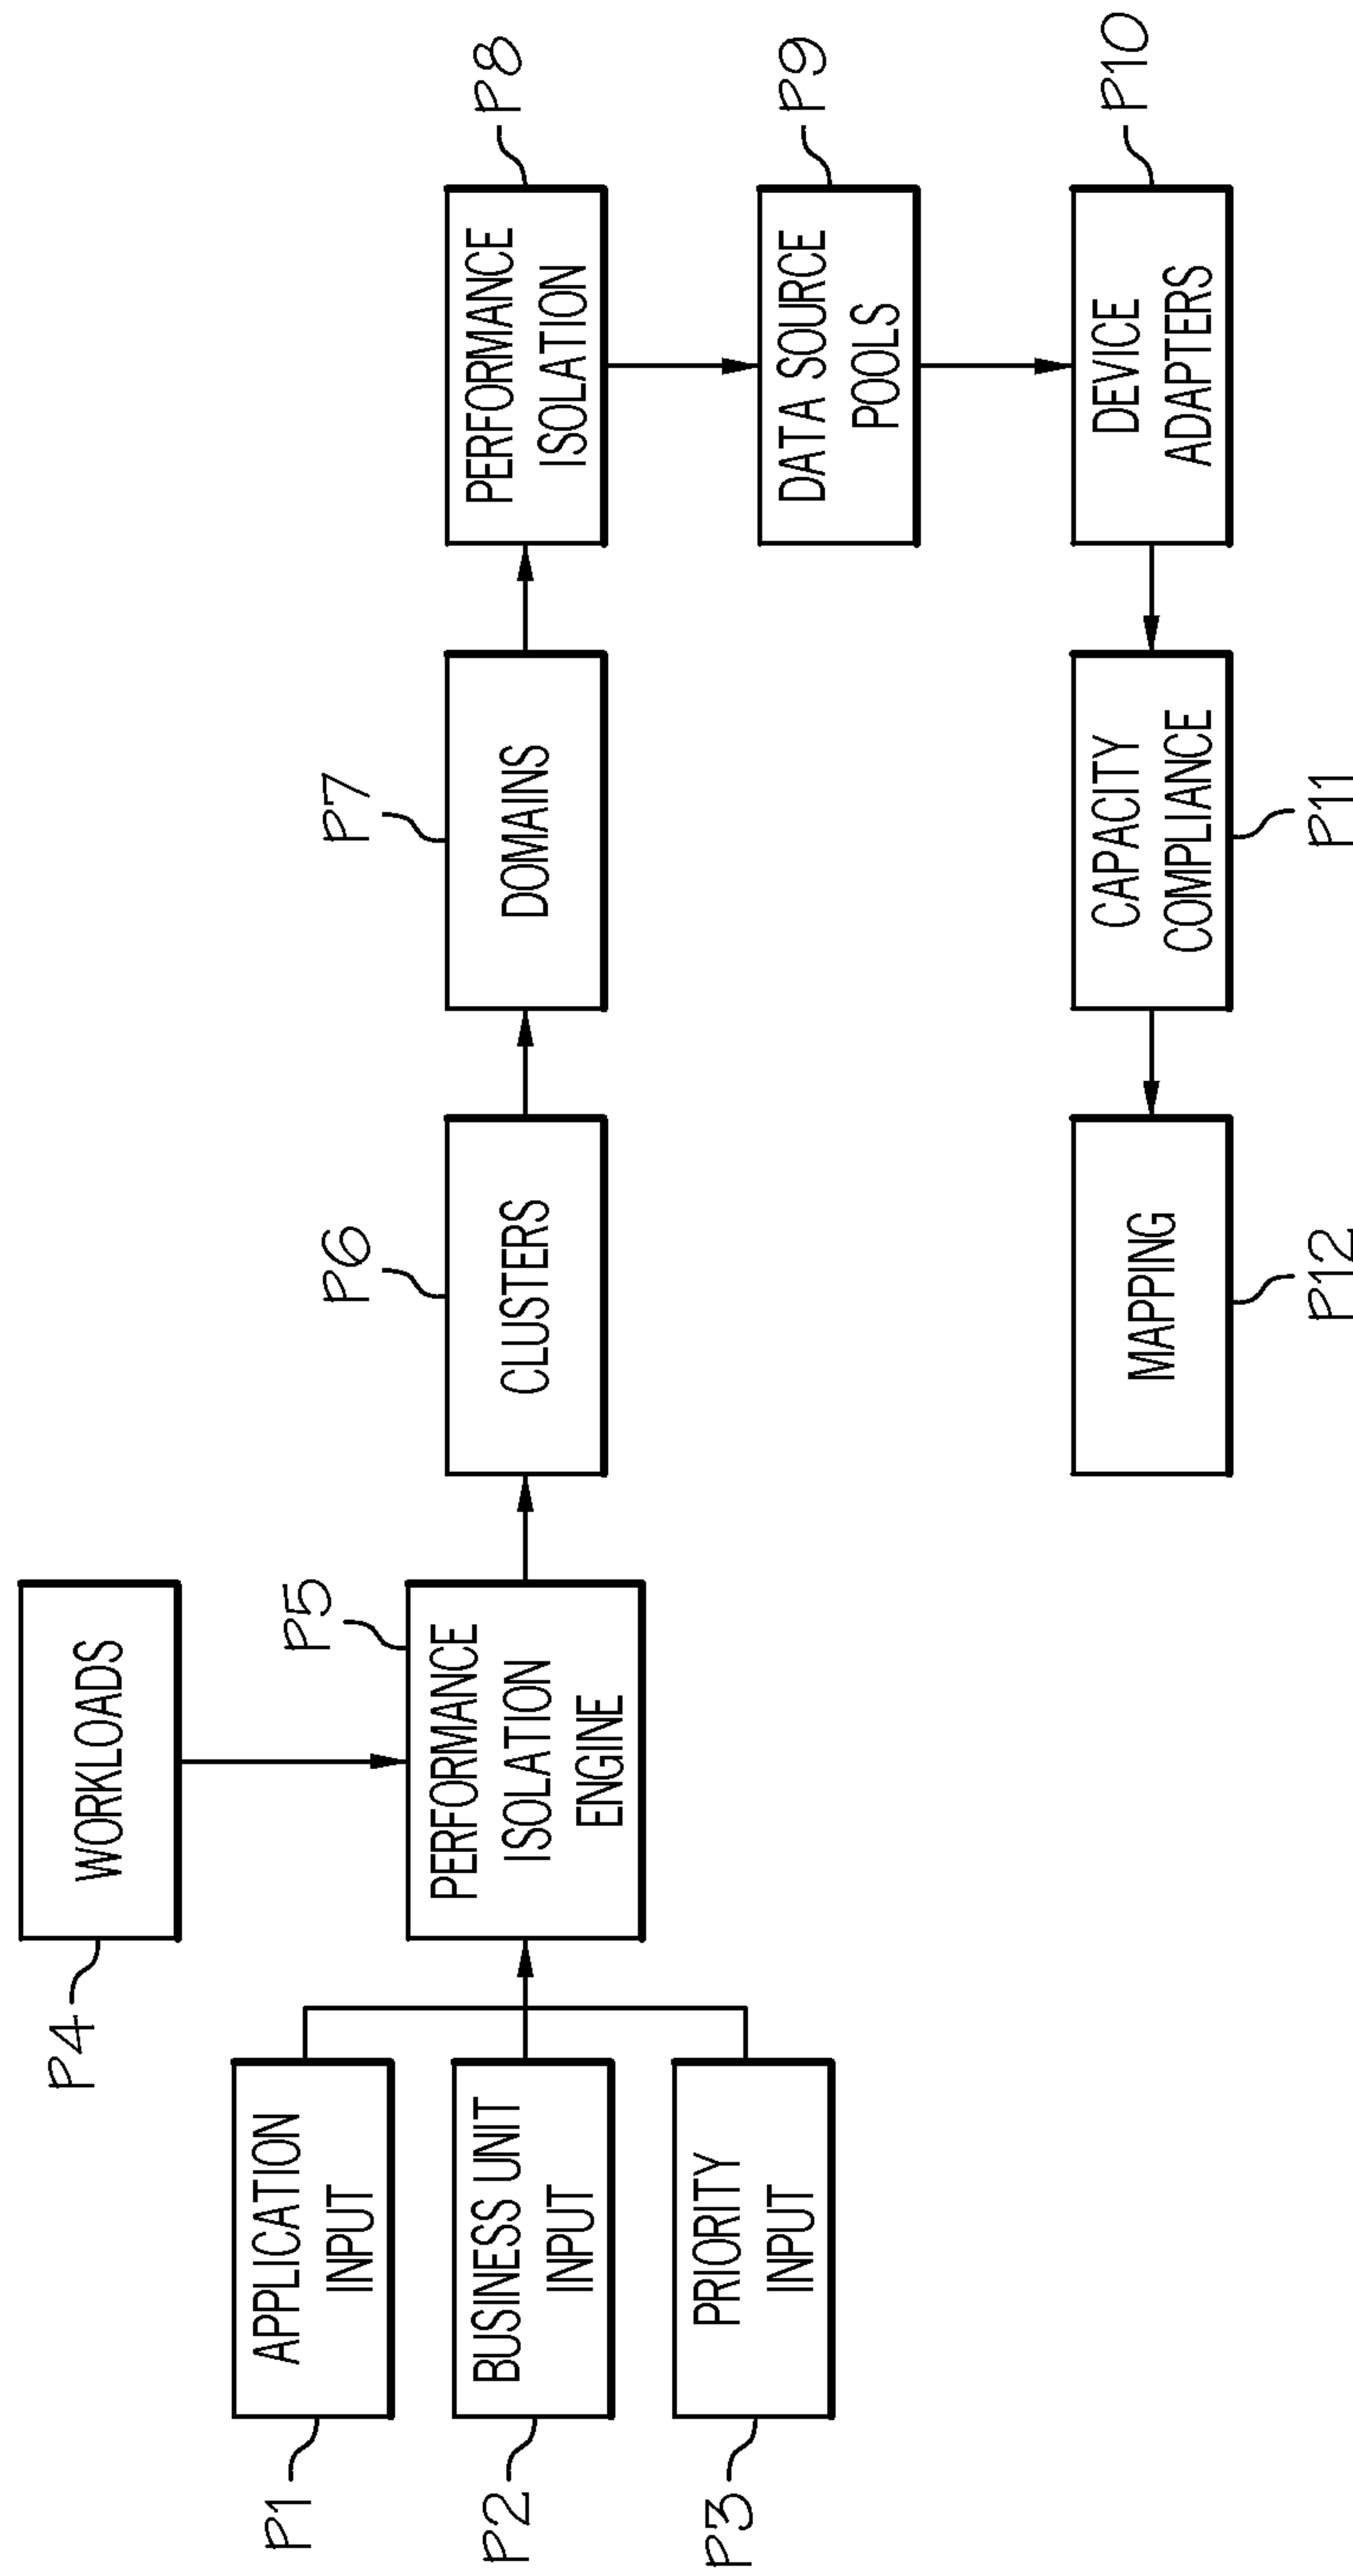 P4
WORKLOADS
P1
APPLICATION
INPUT
P2
BUSINESS UNIT
INPUT
P3
PRIORITY
INPUT
P5
PERFORMANCE
ISOLATION
ENGINE
P6
CLUSTERS
P7
DOMAINS
P8
PERFORMANCE
ISOLATION
P9
DATA SOURCE
POOLS
P10
DEVICE
ADAPTERS
P11
CAPACITY
COMPLIANCE
P12
MAPPING